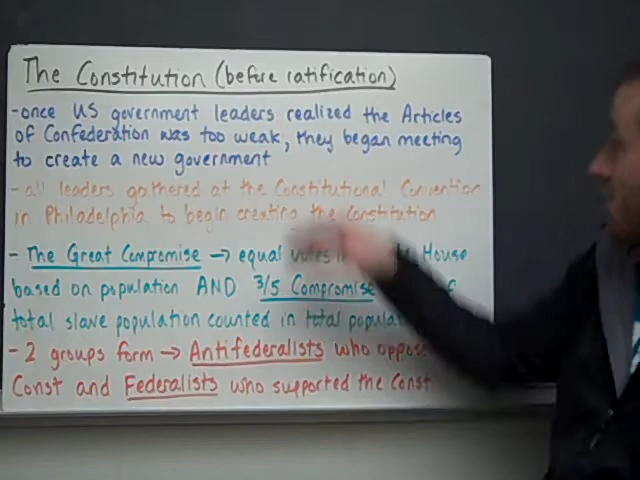 The Constitution (before ratification)
-once US government leaders realized the Articles
of Confederation was too weak, they began meeting
to create a new government
- all leaders gathered at the Constitutional Convention
in Philadelphia to begin creating the Constitution
- The Great Compromise → equal votes House
based on population AND 3/5 Compromise
total slave population counted in total
- 2 groups form → Antifederalists who
Const and Federalists who supported the Const